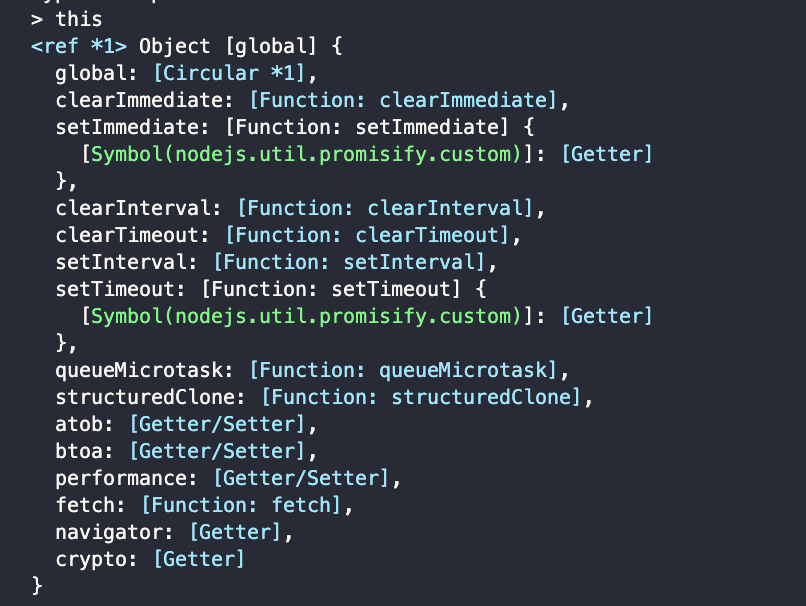 > this
<ref *1> Object [global] {
  global: [Circular *1],
  clearImmediate: [Function: clearImmediate],
  setImmediate: [Function: setImmediate] {
    [Symbol(nodejs.util.promisify.custom)]: [Getter]
  },
  clearInterval: [Function: clearInterval],
  clearTimeout: [Function: clearTimeout],
  setInterval: [Function: setInterval],
  setTimeout: [Function: setTimeout] {
    [Symbol(nodejs.util.promisify.custom)]: [Getter]
  },
  queueMicrotask: [Function: queueMicrotask],
  structuredClone: [Function: structuredClone],
  atob: [Getter/Setter],
  btoa: [Getter/Setter],
  performance: [Getter/Setter],
  fetch: [Function: fetch],
  navigator: [Getter],
  crypto: [Getter]
}